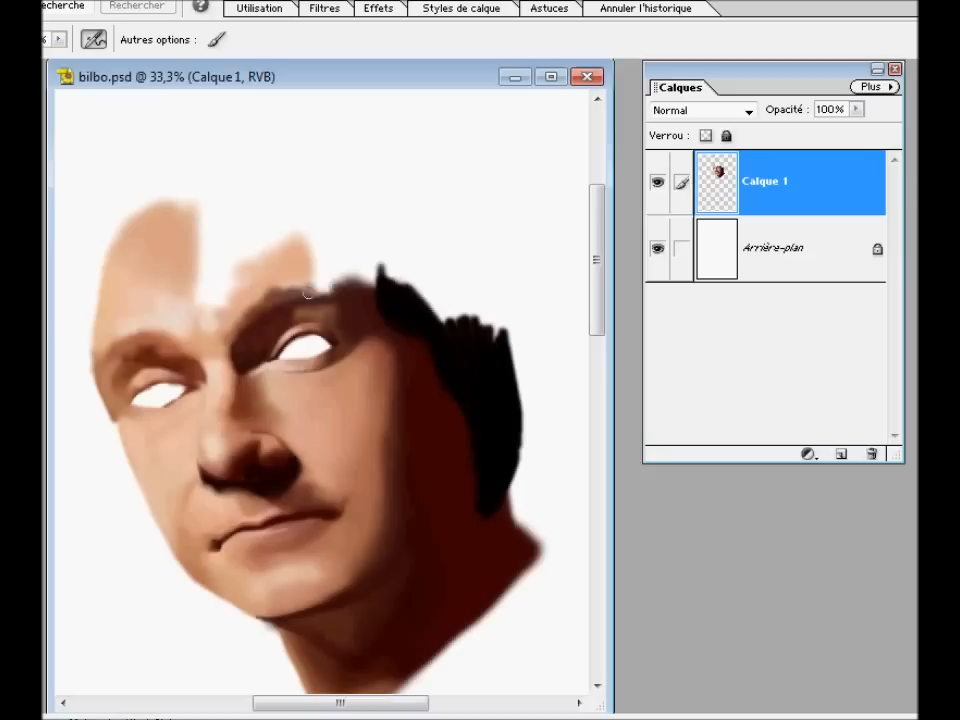 echerche Rechercher ? Utilisation Filtres Effets Styles de calque Astuces Annuler l'historique
% Autres options :
bilbo.psd @ 33,3% (Calque 1, RVB)
Calques Plus
Normal Opacité : 100%
Verrou :
Calque 1
Arrière-plan